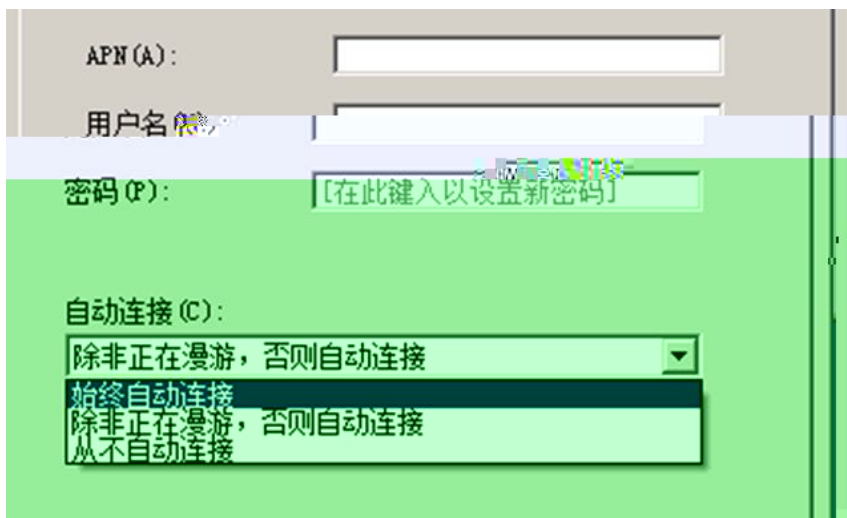 APN(A):
用户名
密码(P):
[在此键入以设置新密码]
自动连接(C):
除非正在漫游，否则自动连接
始终自动连接
除非正在漫游，否则自动连接
从不自动连接